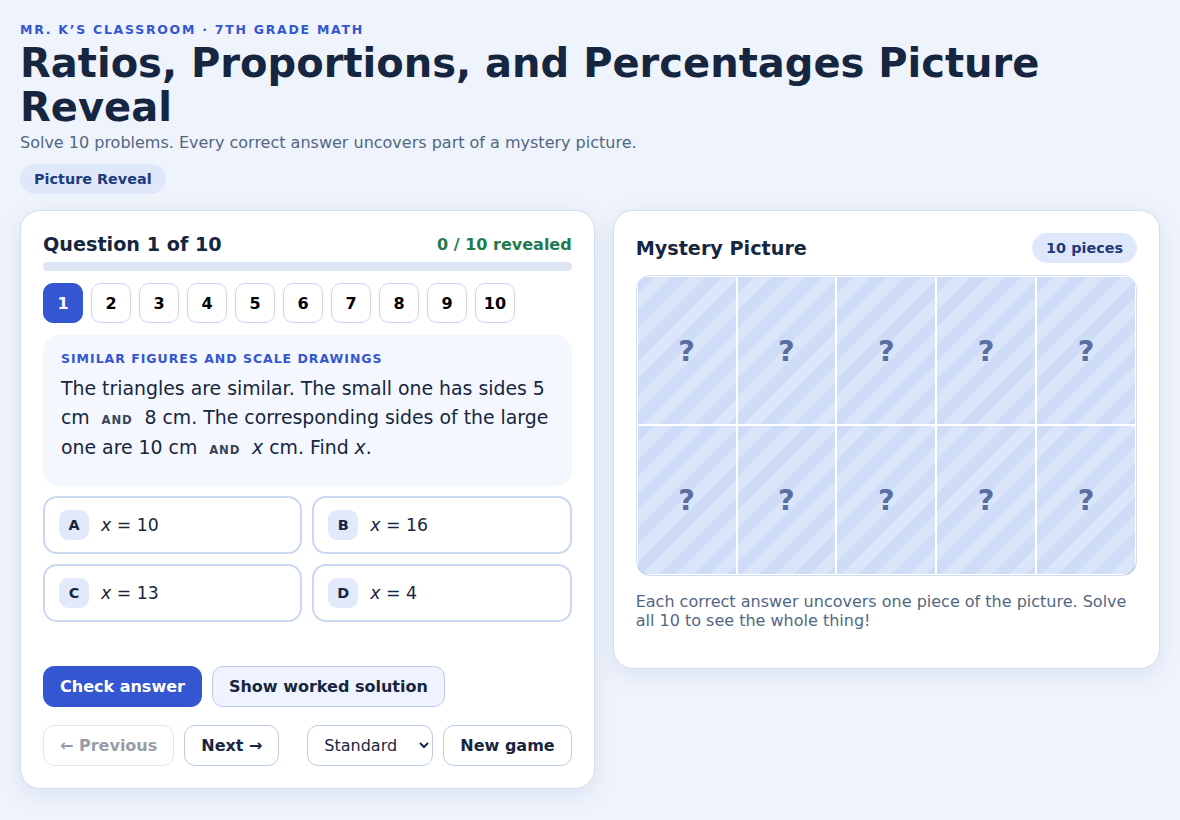 MR. K’S CLASSROOM · 7TH GRADE MATH
Ratios, Proportions, and Percentages Picture
Reveal
Solve 10 problems. Every correct answer uncovers part of a mystery picture.
Picture Reveal
Question 1 of 10
0 / 10 revealed
1 2 3 4 5 6 7 8 9 10
SIMILAR FIGURES AND SCALE DRAWINGS
The triangles are similar. The small one has sides 5
cm AND 8 cm. The corresponding sides of the large
one are 10 cm AND x cm. Find x.
A x = 10
B x = 16
C x = 13
D x = 4
Check answer
Show worked solution
← Previous
Next →
Standard
New game
Mystery Picture
10 pieces
? ? ? ? ?
? ? ? ? ?
Each correct answer uncovers one piece of the picture. Solve
all 10 to see the whole thing!